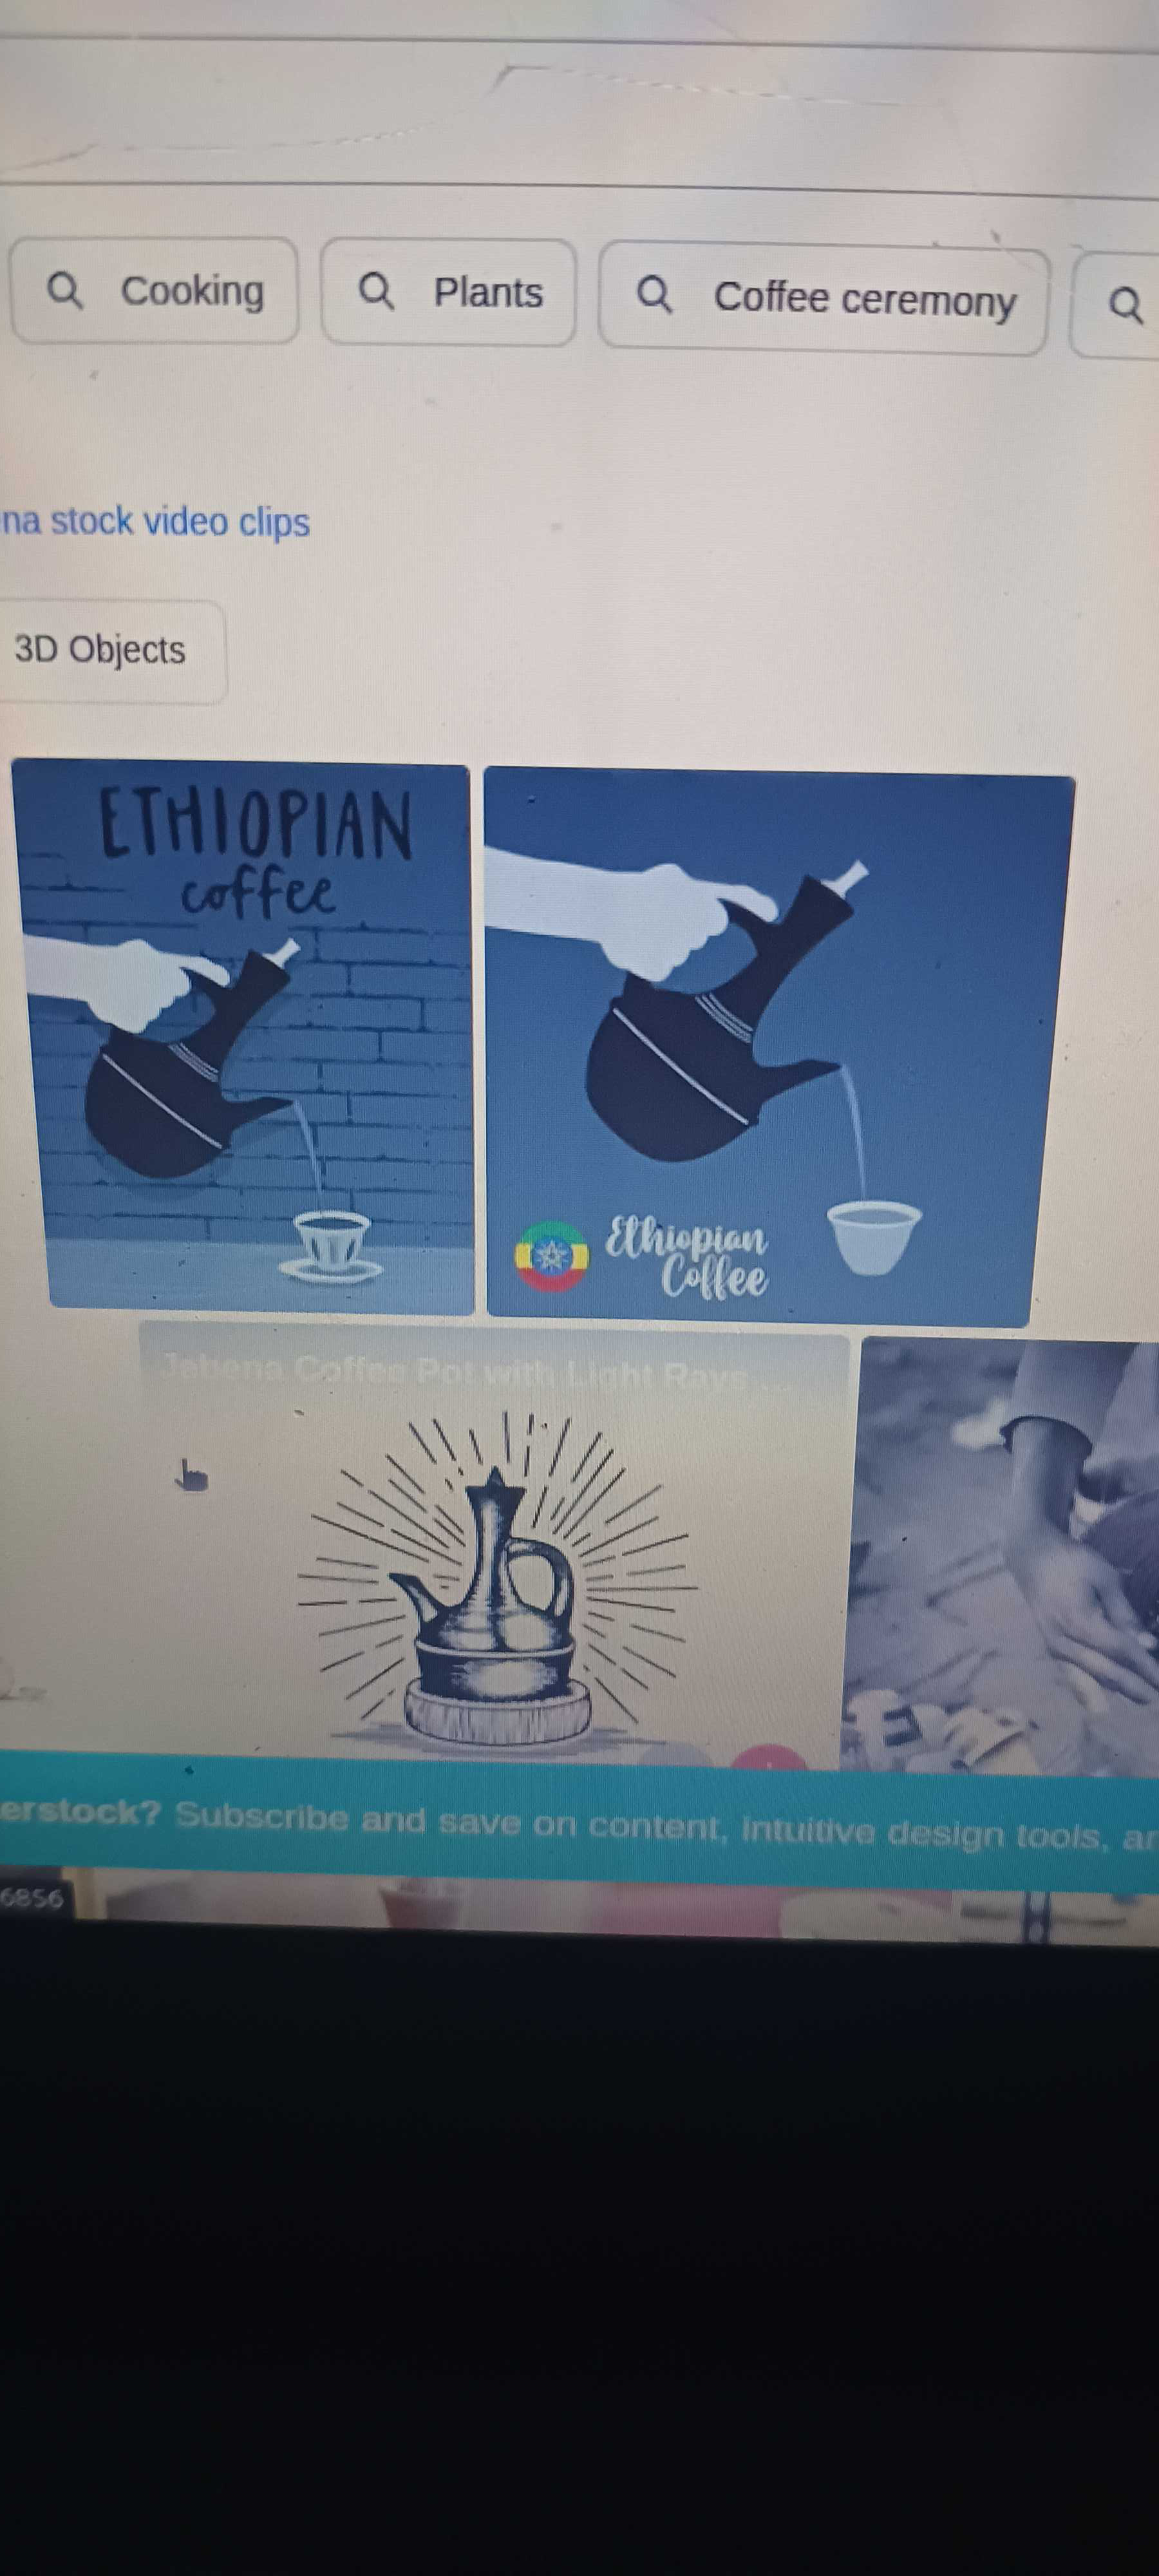 Cooking
Plants
Coffee ceremony
na stock video clips
3D Objects
ETHIOPIAN
coffee
Ethiopian
Coffee
Jabena Coffee Pot with Light Rays ...
erstock? Subscribe and save on content, intuitive design tools, ar
6856